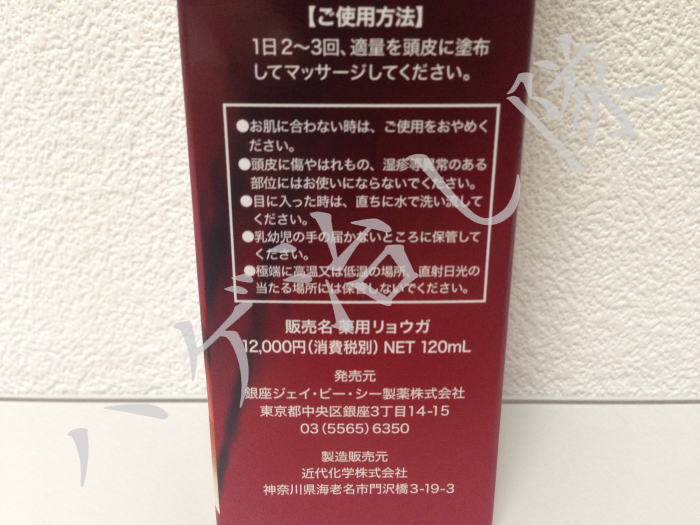 【ご使用方法】
1日2〜3回、適量を頭皮に塗布
してマッサージしてください。
●お肌に合わない時は、ご使用をおやめく
ださい。
●頭皮に傷やはれもの、湿疹等異常のある
部位にはお使いにならないでください。
●目に入った時は、直ちに水で洗い流して
ください。
●乳幼児の手の届かないところに保管して
ください。
●極端に高温又は低温の場所、直射日光の
当たる場所には保管しないでください。
販売名 薬用リョウガ
12,000円(消費税別) NET 120mL
発売元
銀座ジェイ・ビー・シー製薬株式会社
東京都中央区銀座3丁目14-15
03(5565)6350
製造販売元
近代化学株式会社
神奈川県海老名市門沢橋3-19-3